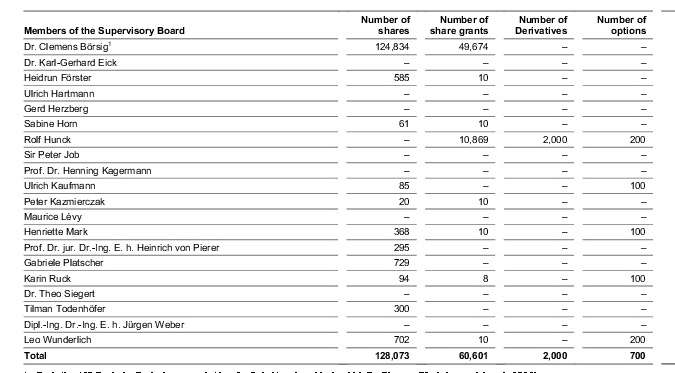 Members of the Supervisory Board Number of shares Number of share grants Number of Derivatives Number of options
Dr. Clemens Börsig¹ 124,834 49,674 – –
Dr. Karl-Gerhard Eick – – – –
Heidrun Förster 585 10 – –
Ulrich Hartmann – – – –
Gerd Herzberg – – – –
Sabine Horn 61 10 – –
Rolf Hunck – 10,869 2,000 200
Sir Peter Job – – – –
Prof. Dr. Henning Kagermann – – – –
Ulrich Kaufmann 85 – – 100
Peter Kazmierczak 20 10 – –
Maurice Lévy – – – –
Henriette Mark 368 10 – 100
Prof. Dr. jur. Dr.-Ing. E. h. Heinrich von Pierer 295 – – –
Gabriele Platscher 729 – – –
Karin Ruck 94 8 – 100
Dr. Theo Siegert – – – –
Tilman Todenhöfer 300 – – –
Dipl.-Ing. Dr.-Ing. E. h. Jürgen Weber – – – –
Leo Wunderlich 702 10 – 200
Total 128,073 60,601 2,000 700